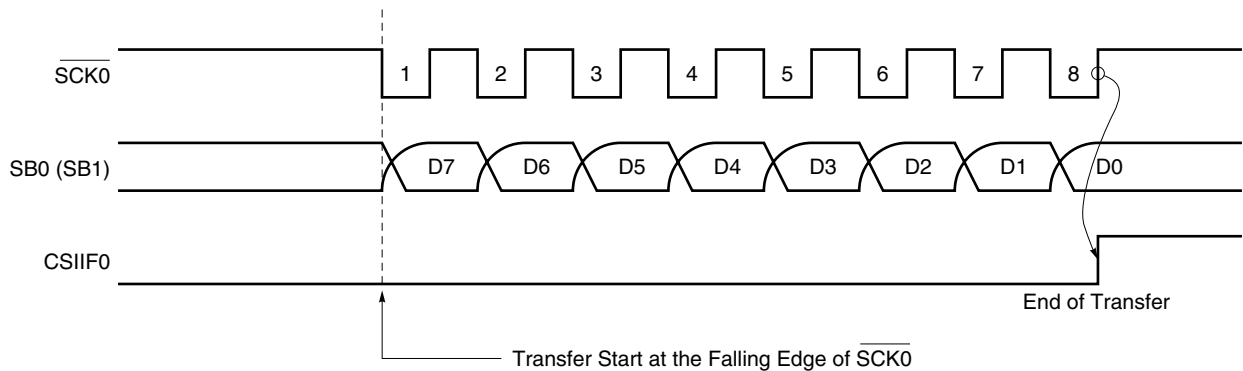 SCK0
1 2 3 4 5 6 7 8
SB0 (SB1)
D7 D6 D5 D4 D3 D2 D1 D0
CSIIF0
End of Transfer
Transfer Start at the Falling Edge of SCK0